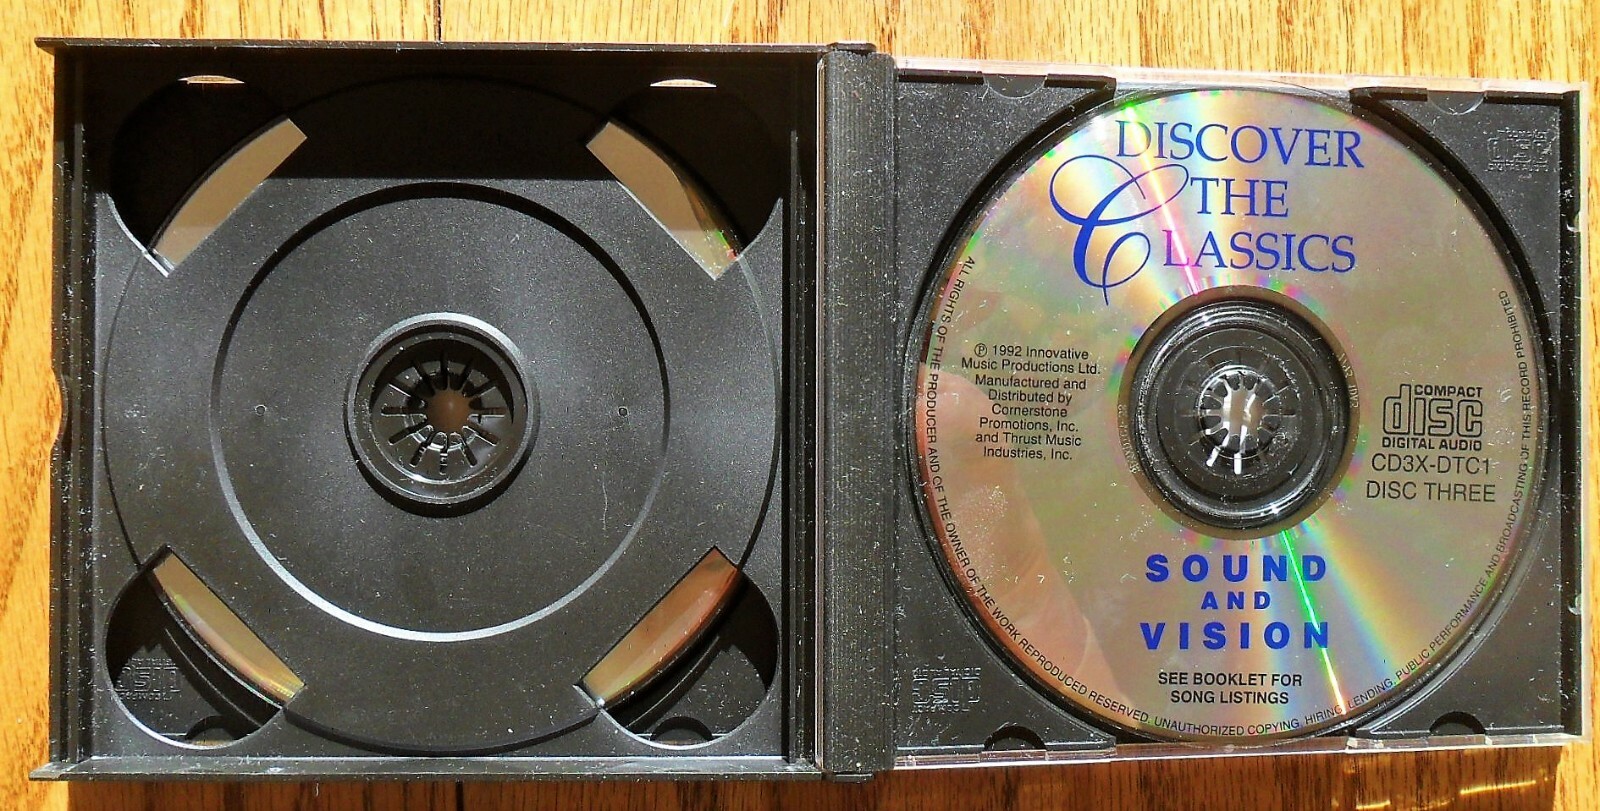 DISCOVER
THE
CLASSICS
℗ 1992 Innovative
Music Productions Ltd.
Manufactured and
Distributed by
Cornerstone
Promotions, Inc.
and Thrust Music
Industries, Inc.
COMPACT
disc
DIGITAL AUDIO
CD3X-DTC1
DISC THREE
SOUND
AND
VISION
SEE BOOKLET FOR
SONG LISTINGS
ALL RIGHTS OF THE PRODUCER AND OF THE OWNER OF THE WORK REPRODUCED RESERVED. UNAUTHORIZED COPYING, HIRING, LENDING, PUBLIC PERFORMANCE AND BROADCASTING OF THIS RECORD PROHIBITED